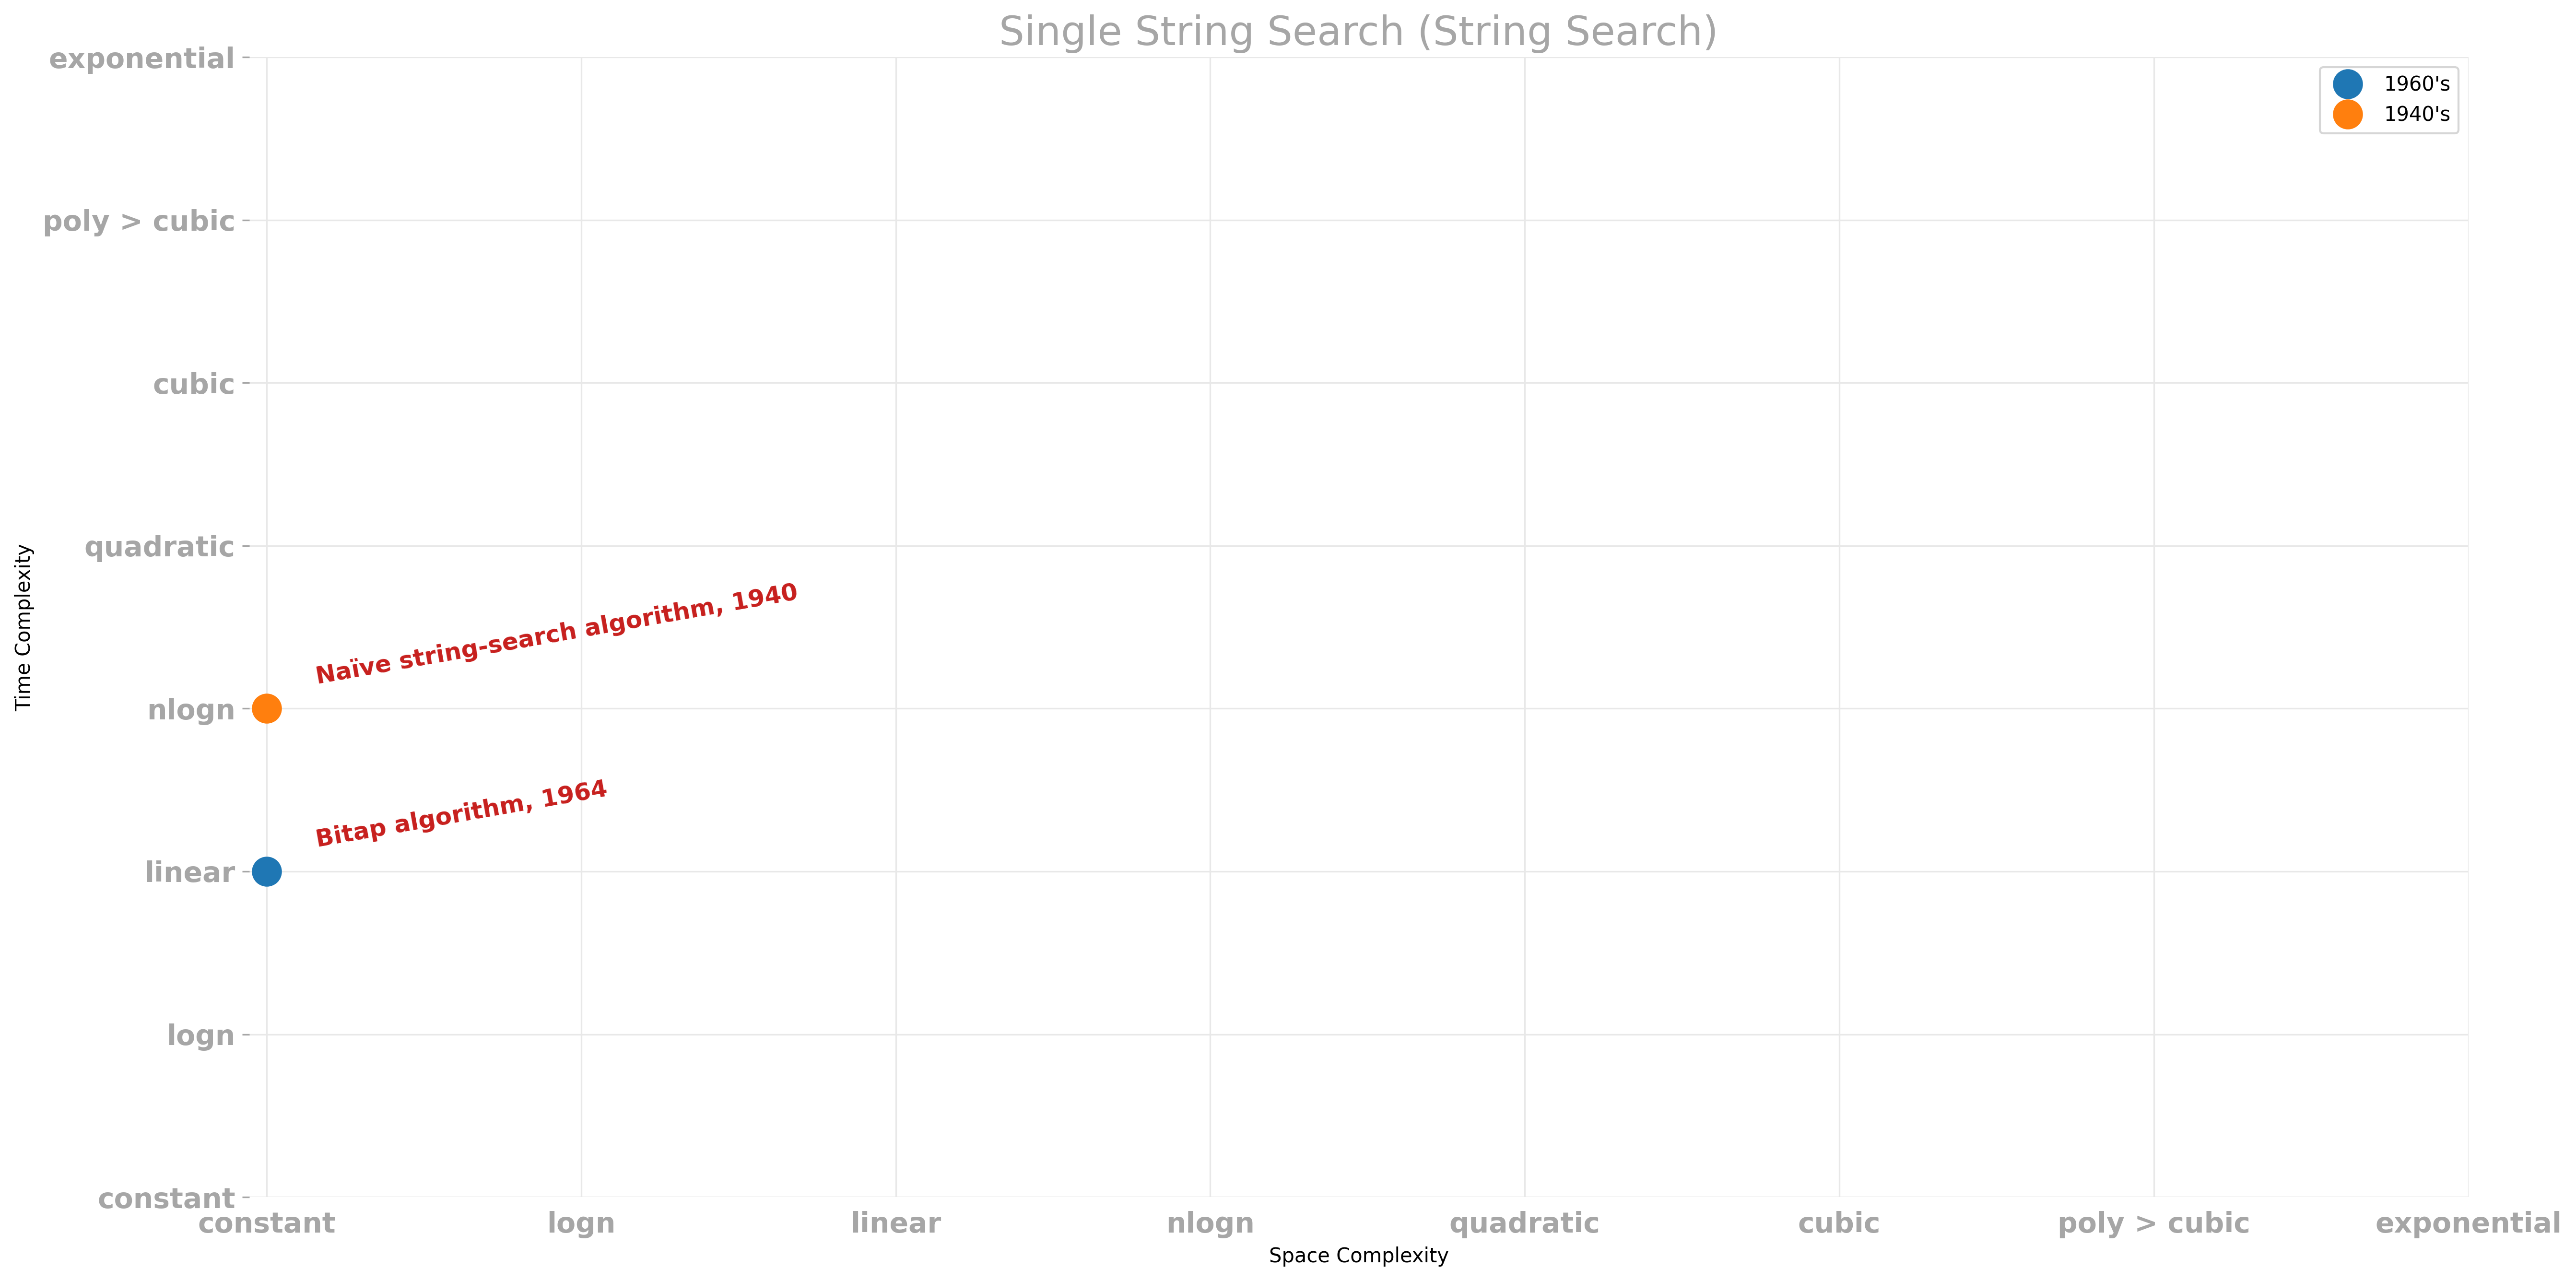 Single String Search (String Search)
exponential
poly > cubic
cubic
quadratic
nlogn
linear
logn
constant
Time Complexity
1960's
1940's
Naïve string-search algorithm, 1940
Bitap algorithm, 1964
constant
logn
linear
nlogn
quadratic
cubic
poly > cubic
exponential
Space Complexity